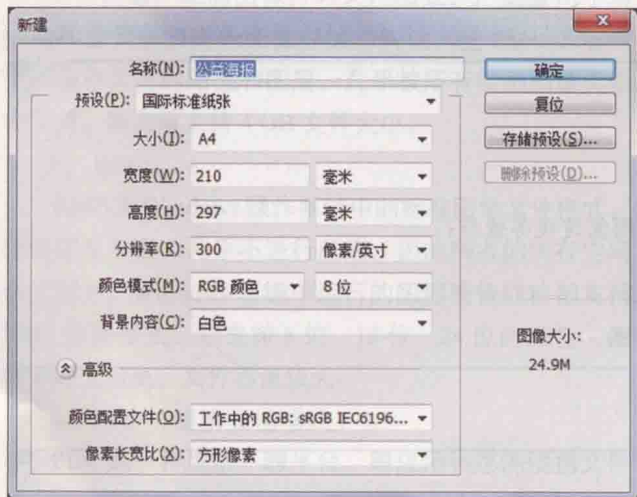 新建
名称(N): 公益海报
确定
预设(P): 国际标准纸张
复位
大小(I): A4
存储预设(S)...
宽度(W): 210 毫米
删除预设(D)...
高度(H): 297 毫米
分辨率(R): 300 像素/英寸
颜色模式(M): RGB 颜色 8 位
背景内容(C): 白色
图像大小:
24.9M
高级
颜色配置文件(O): 工作中的 RGB: sRGB IEC6196...
像素长宽比(X): 方形像素